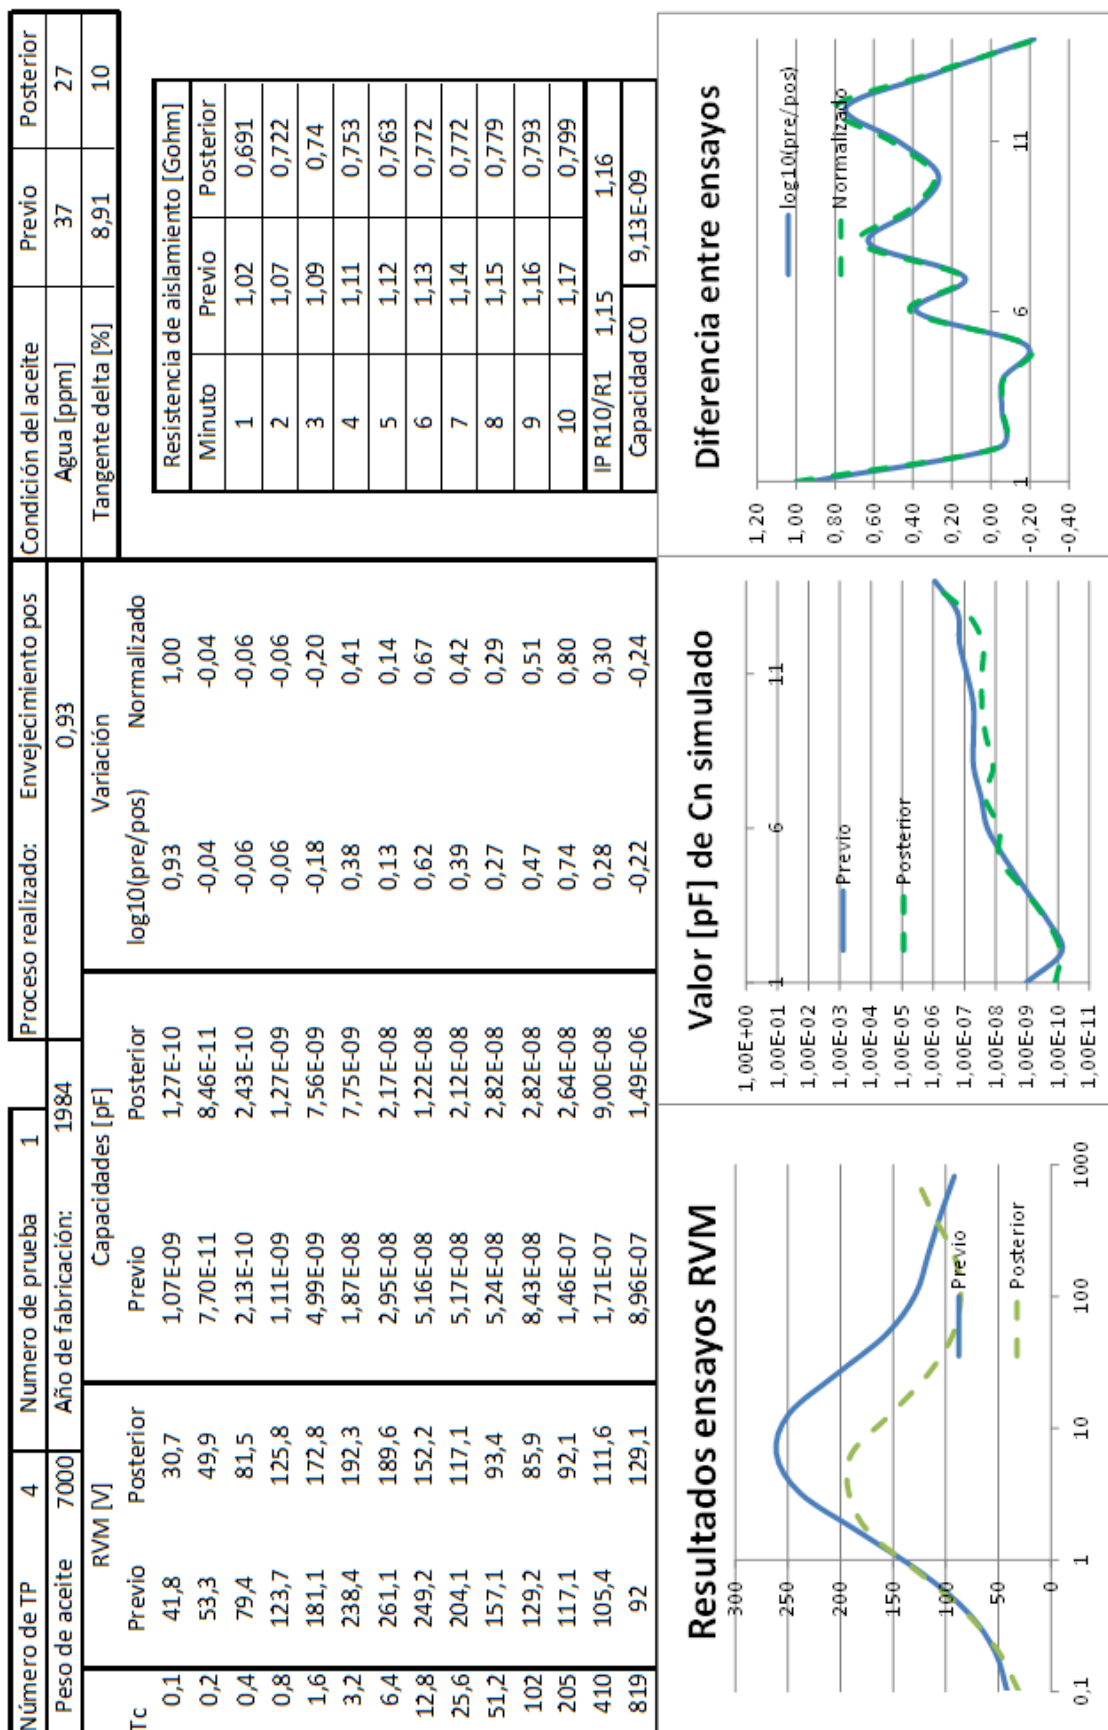 Número de TP 4 Numero de prueba 1 Proceso realizado: Envejecimiento pos Condición del aceite Previo Posterior
Peso de aceite 7000 Año de fabricación: 1984 0,93 Agua [ppm] 37 27
RVM [V] Capacidades [pF] Variación Tangente delta [%] 8,91 10
Tc Previo Posterior Previo Posterior log10(pre/pos) Normalizado
0,1 41,8 30,7 1,07E-09 1,27E-10 0,93 1,00
0,2 53,3 49,9 7,70E-11 8,46E-11 -0,04 -0,04
0,4 79,4 81,5 2,13E-10 2,43E-10 -0,06 -0,06
0,8 123,7 125,8 1,11E-09 1,27E-09 -0,06 -0,06
1,6 181,1 172,8 4,99E-09 7,56E-09 -0,18 -0,20
3,2 238,4 192,3 1,87E-08 7,75E-09 0,38 0,41
6,4 261,1 189,6 2,95E-08 2,17E-08 0,13 0,14
12,8 249,2 152,2 5,16E-08 1,22E-08 0,62 0,67
25,6 204,1 117,1 5,17E-08 2,12E-08 0,39 0,42
51,2 157,1 93,4 5,24E-08 2,82E-08 0,27 0,29
102 129,2 85,9 8,43E-08 2,82E-08 0,47 0,51
205 117,1 92,1 1,46E-07 2,64E-08 0,74 0,80
410 105,4 111,6 1,71E-07 9,00E-08 0,28 0,30
819 92 129,1 8,96E-07 1,49E-06 -0,22 -0,24
Resistencia de aislamiento [Gohm]
Minuto Previo Posterior
1 1,02 0,691
2 1,07 0,722
3 1,09 0,74
4 1,11 0,753
5 1,12 0,763
6 1,13 0,772
7 1,14 0,772
8 1,15 0,779
9 1,16 0,793
10 1,17 0,799
IP R10/R1 1,15 1,16
Capacidad C0 9,13E-09
Resultados ensayos RVM
300
250
200
150
100
50
0
0,1 1 10 100 1000
Previo
Posterior
Valor [pF] de Cn simulado
1,00E+00
1,00E-01
1,00E-02
1,00E-03
1,00E-04
1,00E-05
1,00E-06
1,00E-07
1,00E-08
1,00E-09
1,00E-10
1,00E-11
1 6 11
Previo
Posterior
Diferencia entre ensayos
1,20
1,00
0,80
0,60
0,40
0,20
0,00
-0,20
-0,40
1 6 11
log10(pre/pos)
Normalizado